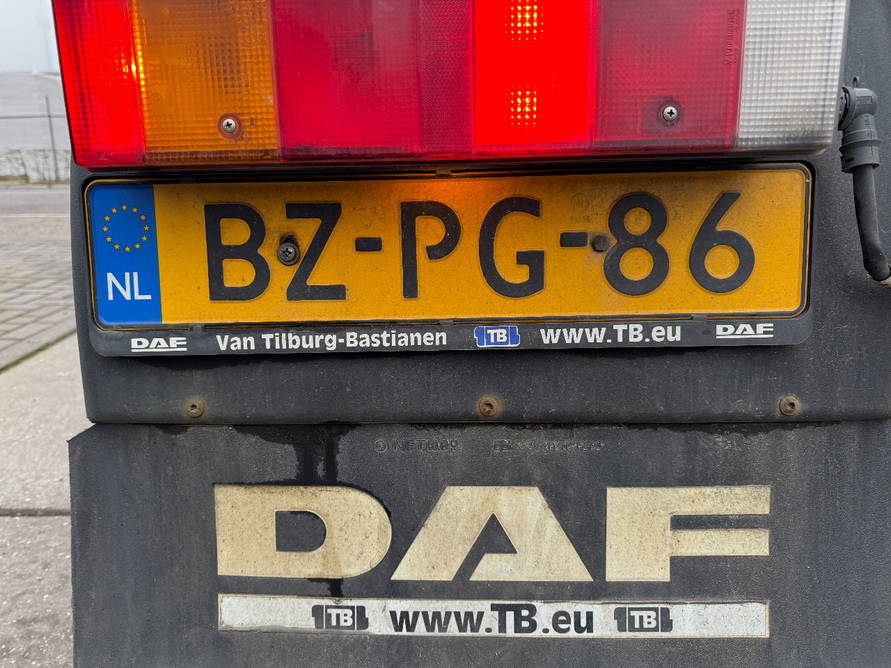 NL BZ-PG-86
DAF Van Tilburg-Bastianen TB www.TB.eu DAF
NETWAY
DAF
TB www.TB.eu TB